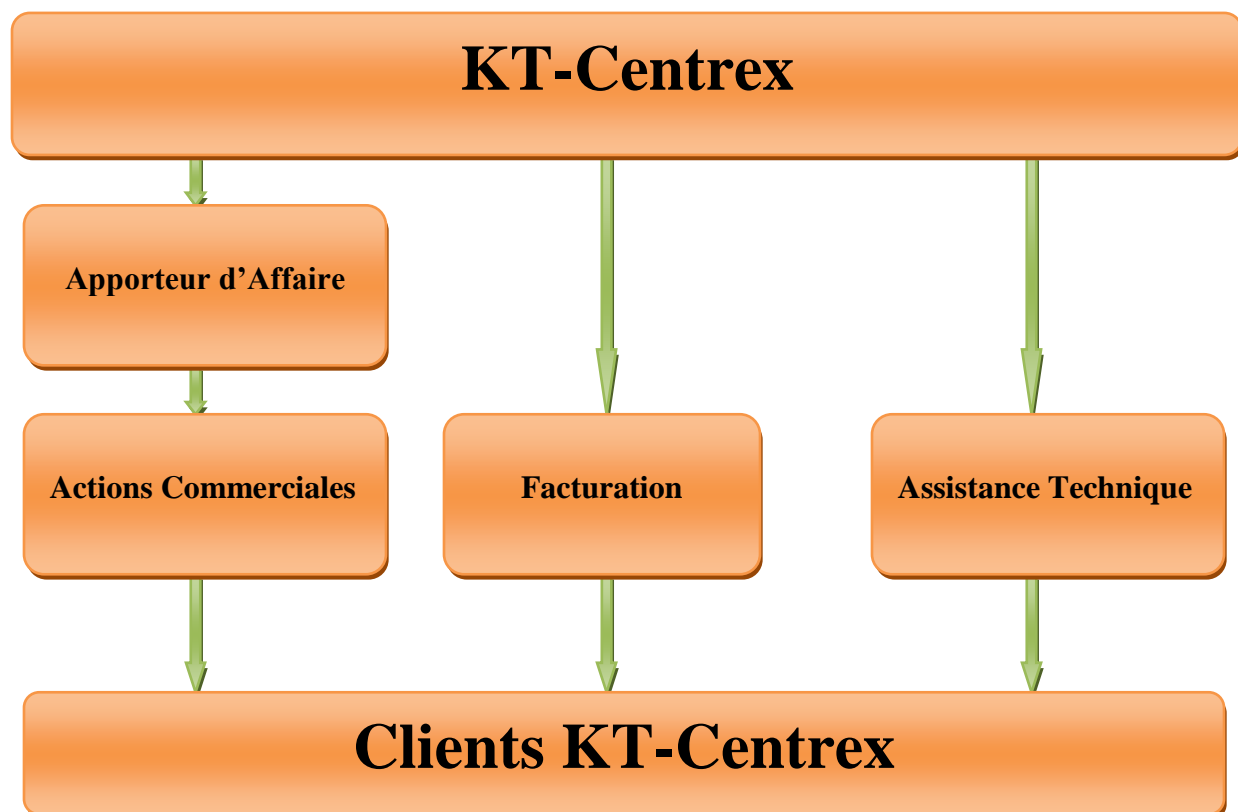 KT-Centrex
Apporteur d’Affaire
Actions Commerciales
Facturation
Assistance Technique
Clients KT-Centrex